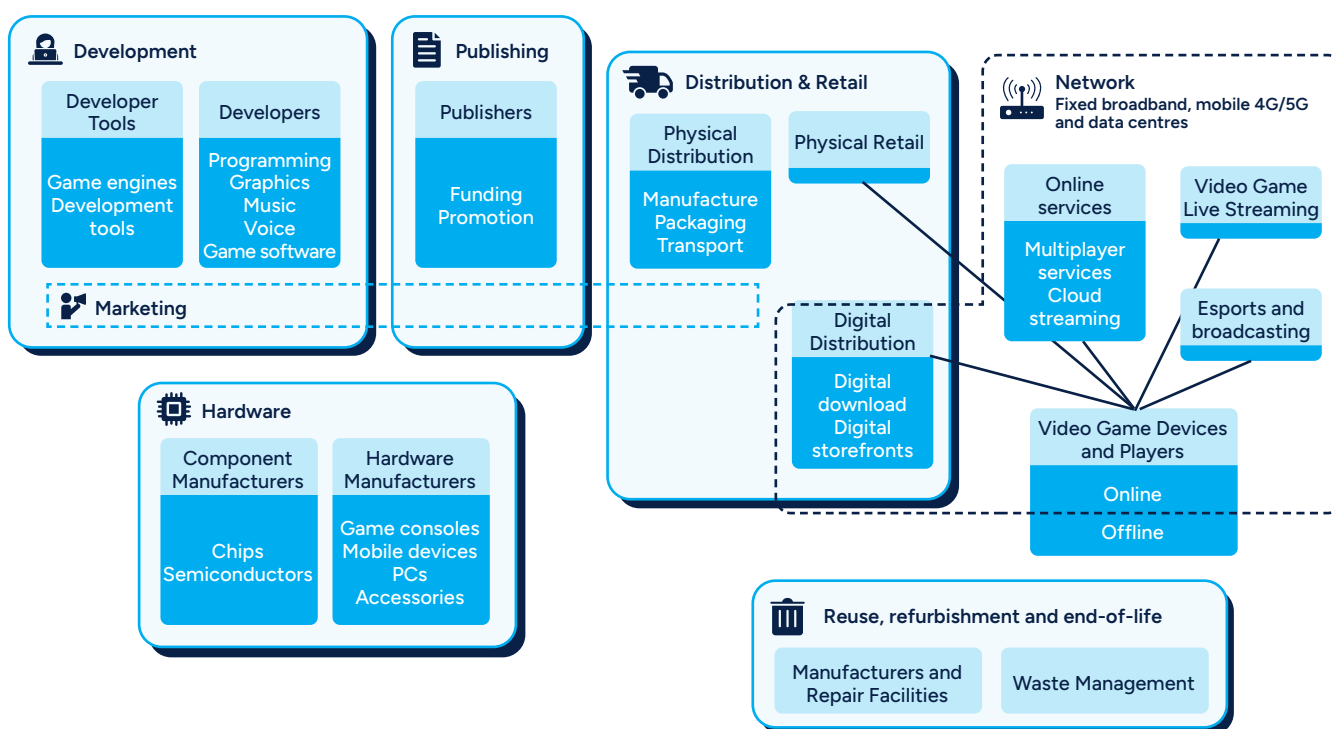 Development
Developer
Tools
Game engines
Development
tools
Developers
Programming
Graphics
Music
Voice
Game software
Publishing
Publishers
Funding
Promotion
Marketing
Distribution & Retail
Physical
Distribution
Manufacture
Packaging
Transport
Physical Retail
Digital
Distribution
Digital
download
Digital
storefronts
Network
Fixed broadband, mobile 4G/5G
and data centres
Online
services
Multiplayer
services
Cloud
streaming
Video Game
Live Streaming
Esports and
broadcasting
Video Game Devices
and Players
Online
Offline
Hardware
Component
Manufacturers
Chips
Semiconductors
Hardware
Manufacturers
Game consoles
Mobile devices
PCs
Accessories
Reuse, refurbishment and end-of-life
Manufacturers and
Repair Facilities
Waste Management